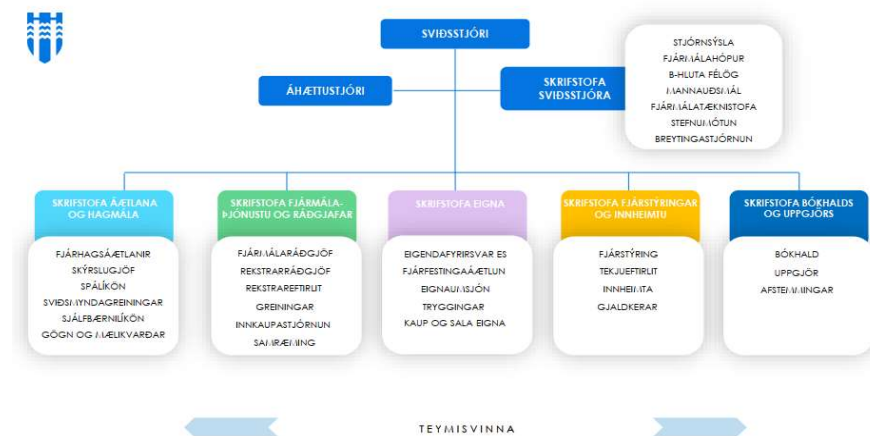 SVIÐSSTJÓRI
ÁHÆTTUSTJÓRI
SKRIFSTOFA
SVIÐSSTJÓRA
STJÓRNSÝSLA
FJÁRMÁLAHÓPUR
B-HLUTA FÉLÖG
MANNAUÐSMÁL
FJÁRMÁLATÆKNISTOFA
STEFNUMÓTUN
BREYTINGASTJÓRNUN
SKRIFSTOFA ÁÆTLANA
OG HAGMÁLA
FJÁRHAGSÁÆTLANIR
SKÝRSLUGJÖF
SPÁLÍKÖN
SVIÐSMYNDAGREININGAR
SJÁLFBÆRNILÍKÖN
GÖGN OG MÆLIKVARÐAR
SKRIFSTOFA FJÁRMÁLA-
ÞJÓNUSTU OG RÁÐGJAFAR
FJÁRMÁLARÁÐGJÖF
REKSTRARRÁÐGJÖF
REKSTRAREFTIRLIT
GREININGAR
INNKAUPASTJÓRNUN
SAMRÆMING
SKRIFSTOFA EIGNA
EIGENDAFYRIRSVAR ES
FJÁRFESTINGAÁÆTLUN
EIGNAUMSJÓN
TRYGGINGAR
KAUP OG SALA EIGNA
SKRIFSTOFA FJÁRSTÝRINGAR
OG INNHEIMTU
FJÁRSTÝRING
TEKJUEFTIRLIT
INNHEIMTA
GJALDKERAR
SKRIFSTOFA BÓKHALDS
OG UPPGJÖRS
BÓKHALD
UPPGJÖR
AFSTEMMINGAR
TEYMISVINNA